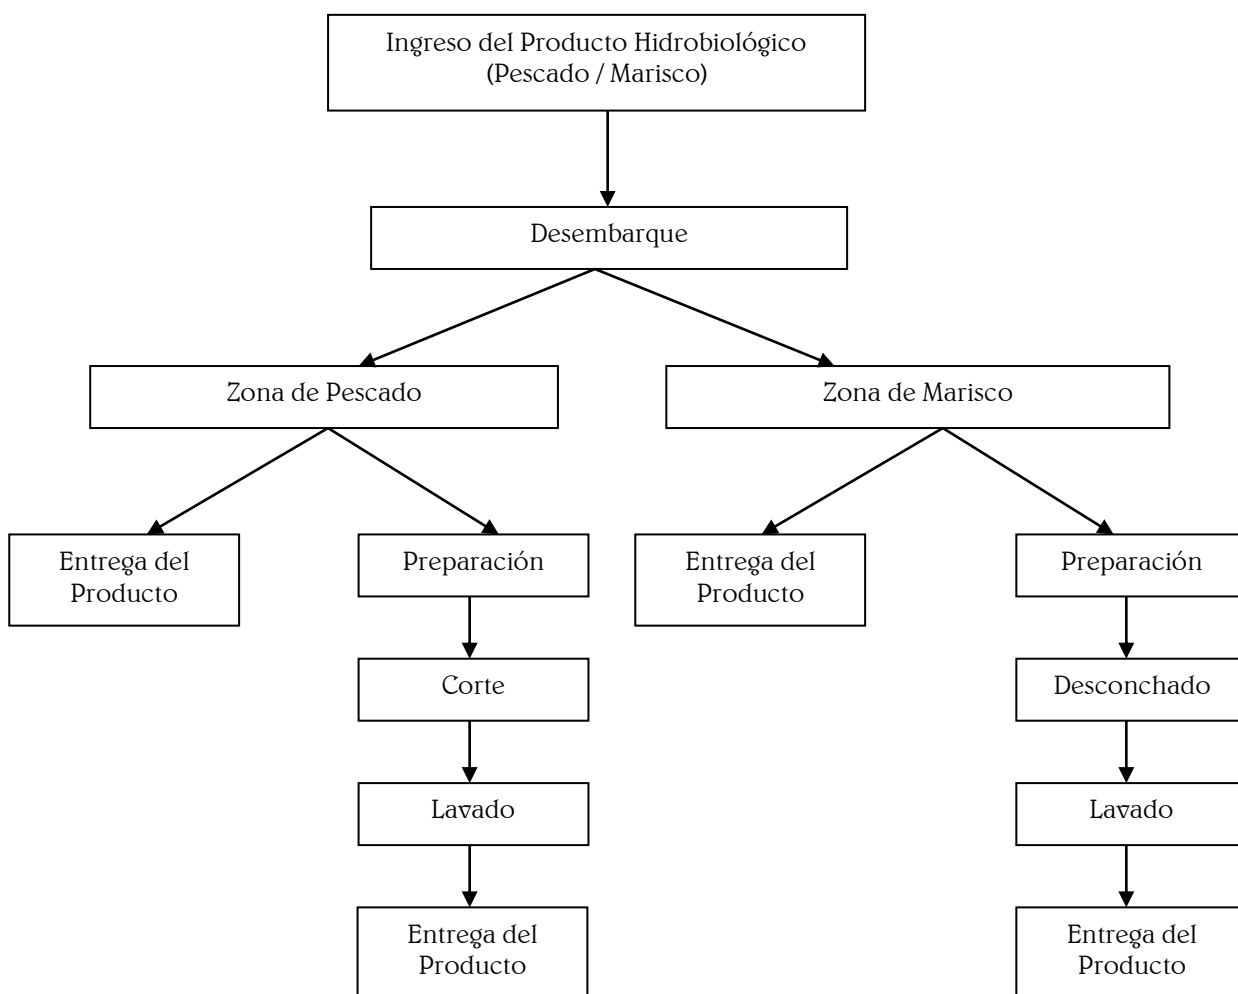 Ingreso del Producto Hidrobiológico
(Pescado / Marisco)
Desembarque
Zona de Pescado
Zona de Marisco
Entrega del
Producto
Preparación
Entrega del
Producto
Preparación
Corte
Desconchado
Lavado
Lavado
Entrega del
Producto
Entrega del
Producto